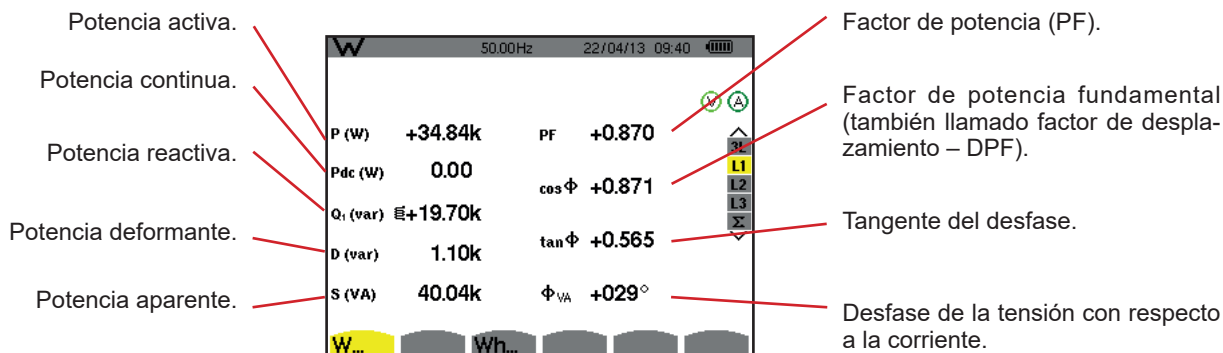 Potencia activa.
Potencia continua.
Potencia reactiva.
Potencia deformante.
Potencia aparente.
W 50.00Hz 22/04/13 09:40
V A
P (W) +34.84k PF +0.870
Pdc (W) 0.00 cos Φ +0.871
Q₁ (var) +19.70k tan Φ +0.565
D (var) 1.10k
S (VA) 40.04k Φ VA +029°
3L
L1
L2
L3
Σ
W... Wh...
Factor de potencia (PF).
Factor de potencia fundamental
(también llamado factor de despla-
zamiento – DPF).
Tangente del desfase.
Desfase de la tensión con respecto
a la corriente.